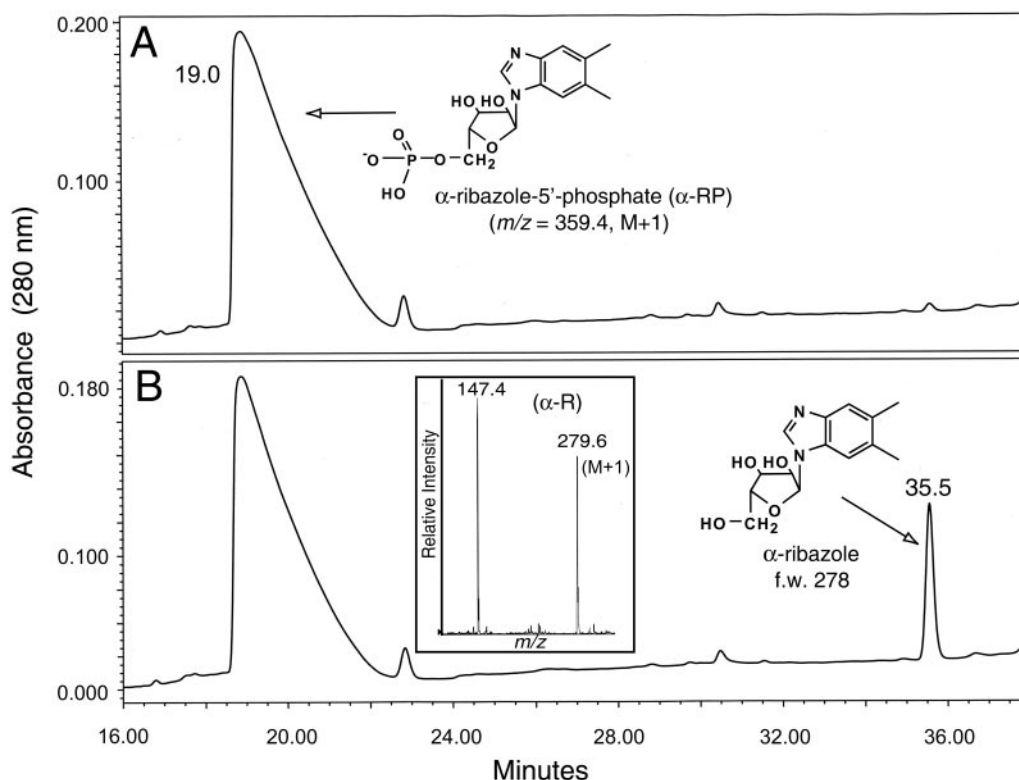 Absorbance (280 nm)
0.200
0.100
A
19.0
N
N
HO
OH
O
O
-O
P
O
CH2
HO
α-ribazole-5'-phosphate (α-RP)
(m/z = 359.4, M+1)
0.180
0.100
0.000
B
Relative Intensity
147.4
(α-R)
279.6
(M+1)
m/z
N
N
HO
OH
O
HO
CH2
α-ribazole
f.w. 278
35.5
16.00 20.00 24.00 28.00 32.00 36.00
Minutes